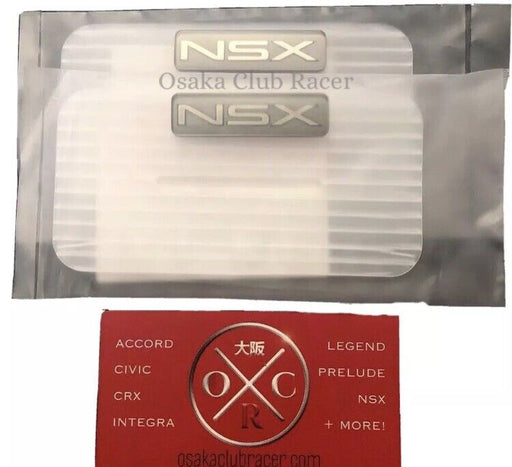 NSX
Osaka Club Racer
NSX
ACCORD
CIVIC
CRX
INTEGRA
大阪
O C
R
LEGEND
PRELUDE
NSX
+ MORE!
osakaclubracer.com